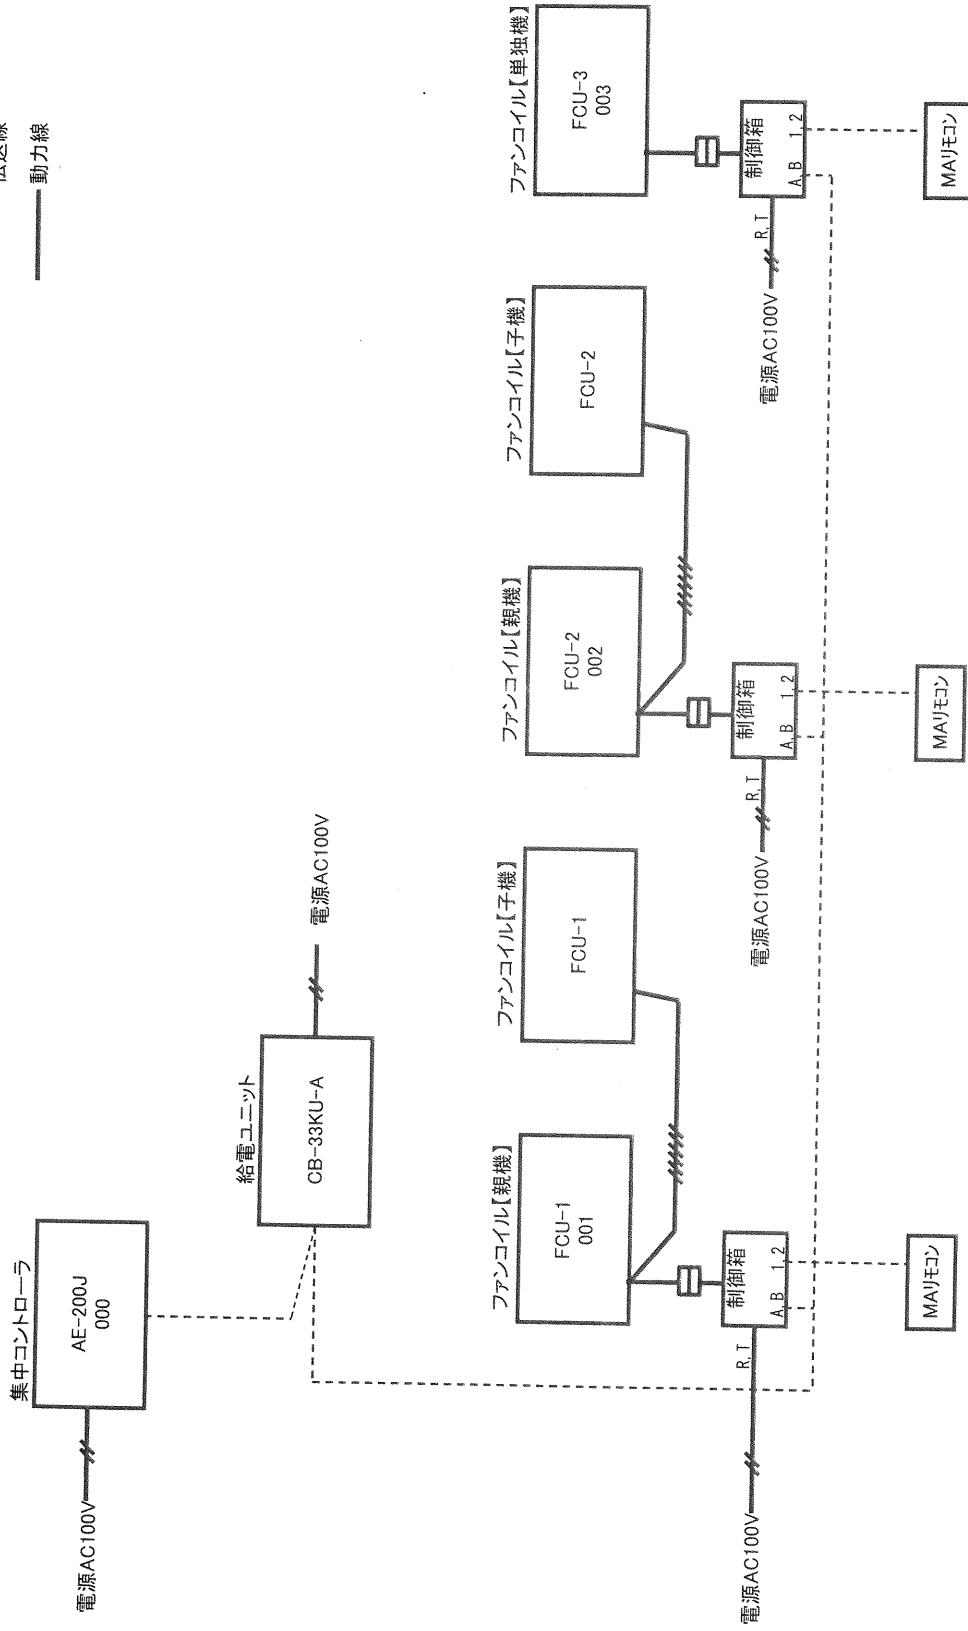 動力線
集中コントローラ
AE-200J
000
電源AC100V
給電ユニット
CB-33KU-A
電源AC100V
ファンコイル【親機】
FCU-1
001
ファンコイル【子機】
FCU-1
ファンコイル【親機】
FCU-2
002
ファンコイル【子機】
FCU-2
ファンコイル【単独機】
FCU-3
003
電源AC100V
R,T
制御箱
A,B 1,2
電源AC100V
R,T
制御箱
A,B 1,2
電源AC100V
R,T
制御箱
A,B 1,2
MAリモコン
MAリモコン
MAリモコン